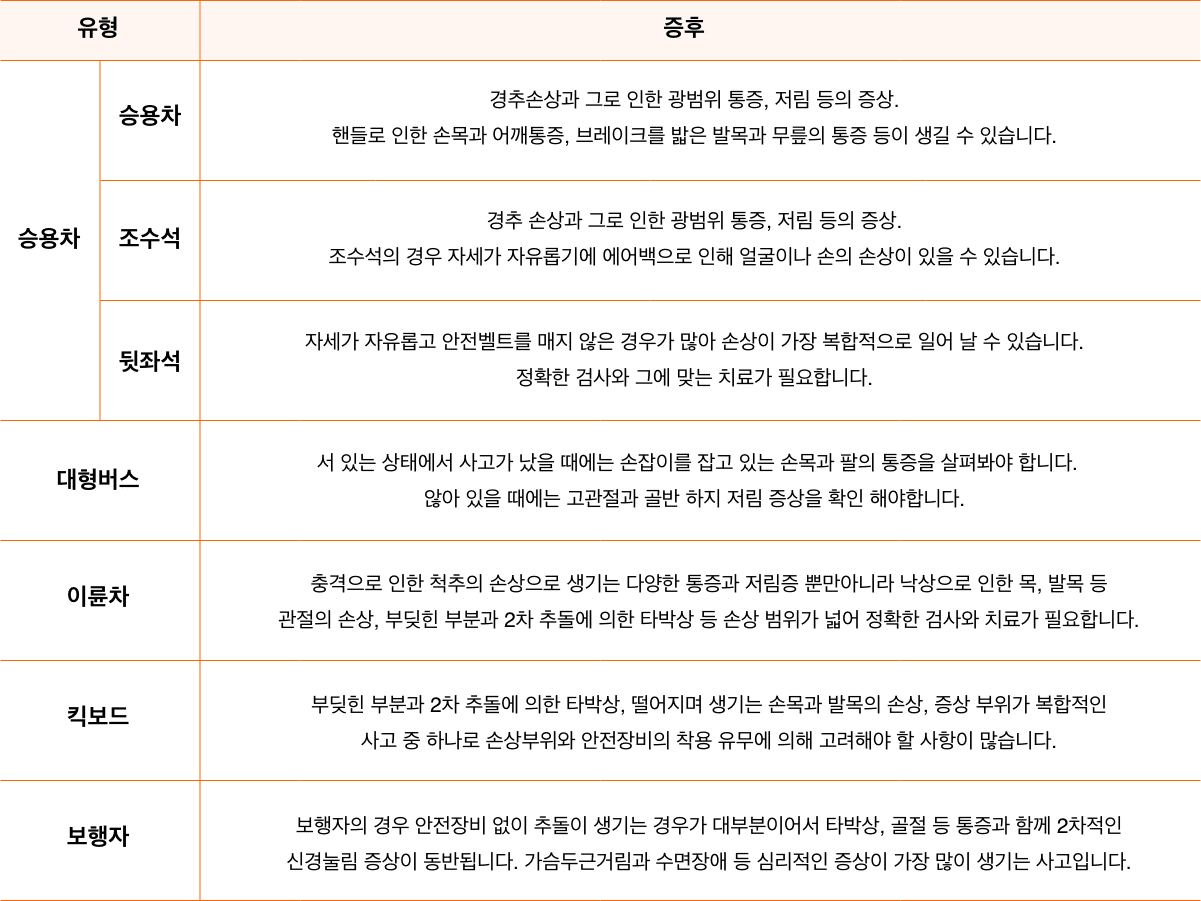 유형
증후
승용차
승용차
경추손상과 그로 인한 광범위 통증, 저림 등의 증상.
핸들로 인한 손목과 어깨통증, 브레이크를 밟은 발목과 무릎의 통증 등이 생길 수 있습니다.
조수석
경추 손상과 그로 인한 광범위 통증, 저림 등의 증상.
조수석의 경우 자세가 자유롭기에 에어백으로 인해 얼굴이나 손의 손상이 있을 수 있습니다.
뒷좌석
자세가 자유롭고 안전벨트를 매지 않은 경우가 많아 손상이 가장 복합적으로 일어 날 수 있습니다.
정확한 검사와 그에 맞는 치료가 필요합니다.
대형버스
서 있는 상태에서 사고가 났을 때에는 손잡이를 잡고 있는 손목과 팔의 통증을 살펴봐야 합니다.
않아 있을 때에는 고관절과 골반 하지 저림 증상을 확인 해야합니다.
이륜차
충격으로 인한 척추의 손상으로 생기는 다양한 통증과 저림증 뿐만아니라 낙상으로 인한 목, 발목 등
관절의 손상, 부딪힌 부분과 2차 추돌에 의한 타박상 등 손상 범위가 넓어 정확한 검사와 치료가 필요합니다.
킥보드
부딪힌 부분과 2차 추돌에 의한 타박상, 떨어지며 생기는 손목과 발목의 손상, 증상 부위가 복합적인
사고 중 하나로 손상부위와 안전장비의 착용 유무에 의해 고려해야 할 사항이 많습니다.
보행자
보행자의 경우 안전장비 없이 추돌이 생기는 경우가 대부분이어서 타박상, 골절 등 통증과 함께 2차적인
신경눌림 증상이 동반됩니다. 가슴두근거림과 수면장애 등 심리적인 증상이 가장 많이 생기는 사고입니다.